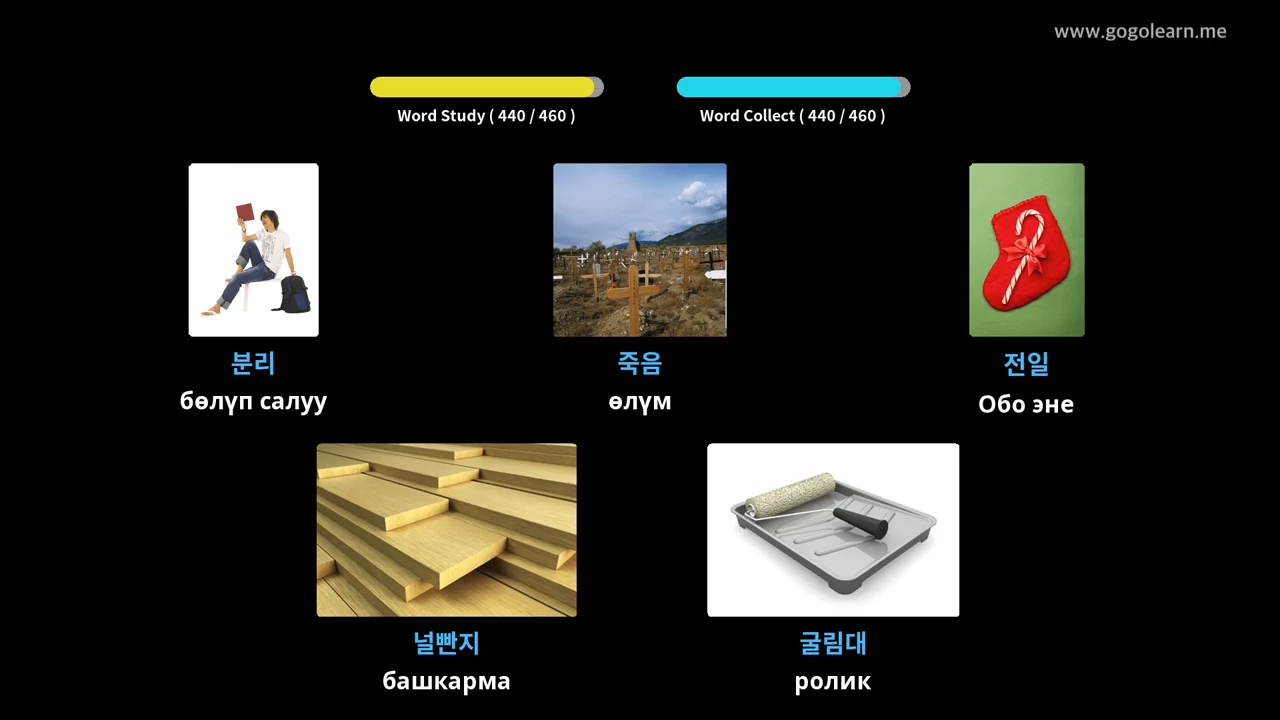 www.gogolearn.me
Word Study ( 440 / 460 )
Word Collect ( 440 / 460 )
분리
бөлүп салуу
죽음
өлүм
전일
Обо эне
널빤지
башкарма
굴림대
ролик